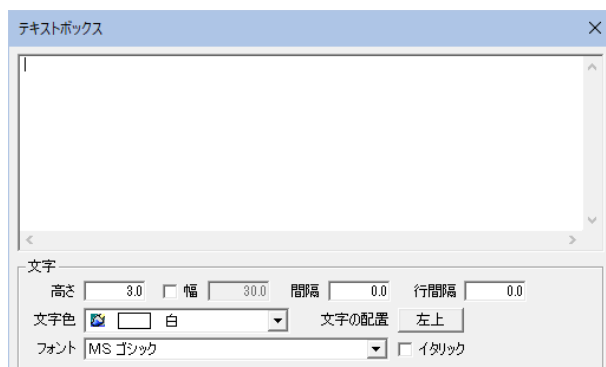 テキストボックス
文字
高さ 3.0 幅 30.0 間隔 0.0 行間隔 0.0
文字色 白 文字の配置 左上
フォント MS ゴシック イタリック